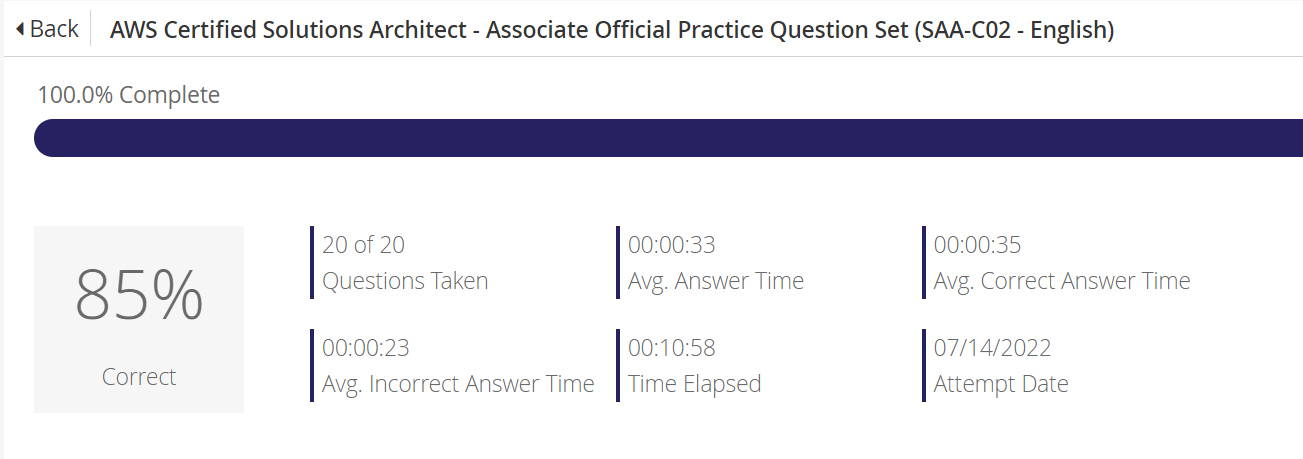 Back
AWS Certified Solutions Architect - Associate Official Practice Question Set (SAA-C02 - English)
100.0% Complete
85%
Correct
20 of 20
Questions Taken
00:00:33
Avg. Answer Time
00:00:35
Avg. Correct Answer Time
00:00:23
Avg. Incorrect Answer Time
00:10:58
Time Elapsed
07/14/2022
Attempt Date